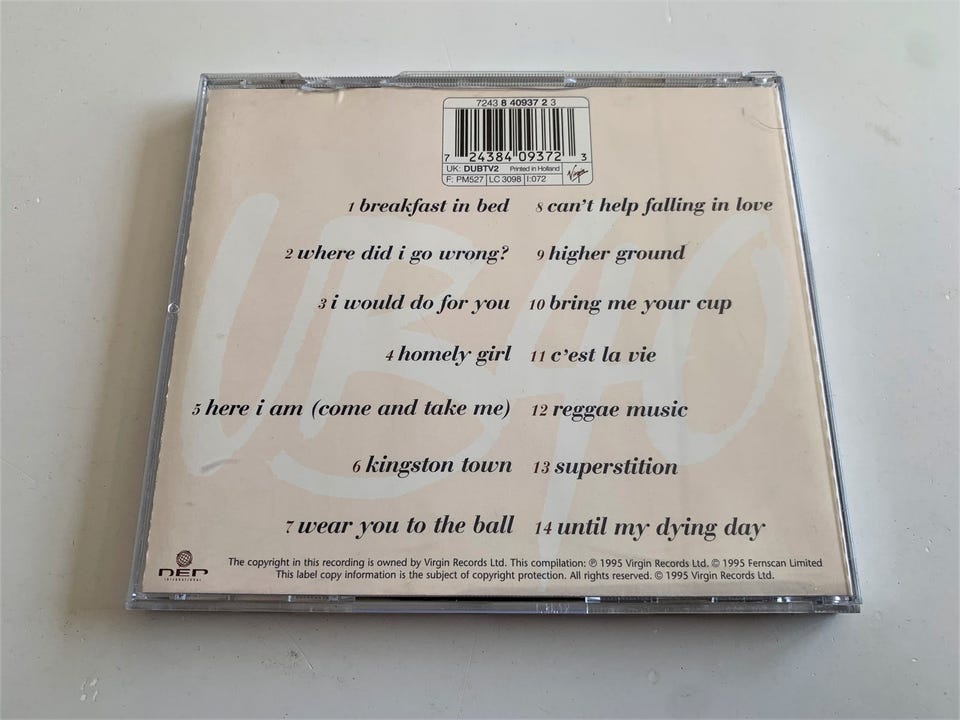 7243 8 40937 2 3
7 24384 09372 3
UK: DUBTV2 Printed in Holland
F: PM527 LC 3098 I:072 Virgin
UB40
1 breakfast in bed
2 where did i go wrong?
3 i would do for you
4 homely girl
5 here i am (come and take me)
6 kingston town
7 wear you to the ball
8 can't help falling in love
9 higher ground
10 bring me your cup
11 c'est la vie
12 reggae music
13 superstition
14 until my dying day
DEP
INTERNATIONAL
The copyright in this recording is owned by Virgin Records Ltd. This compilation: ℗ 1995 Virgin Records Ltd. © 1995 Fernscan Limited
This label copy information is the subject of copyright protection. All rights reserved. © 1995 Virgin Records Ltd.